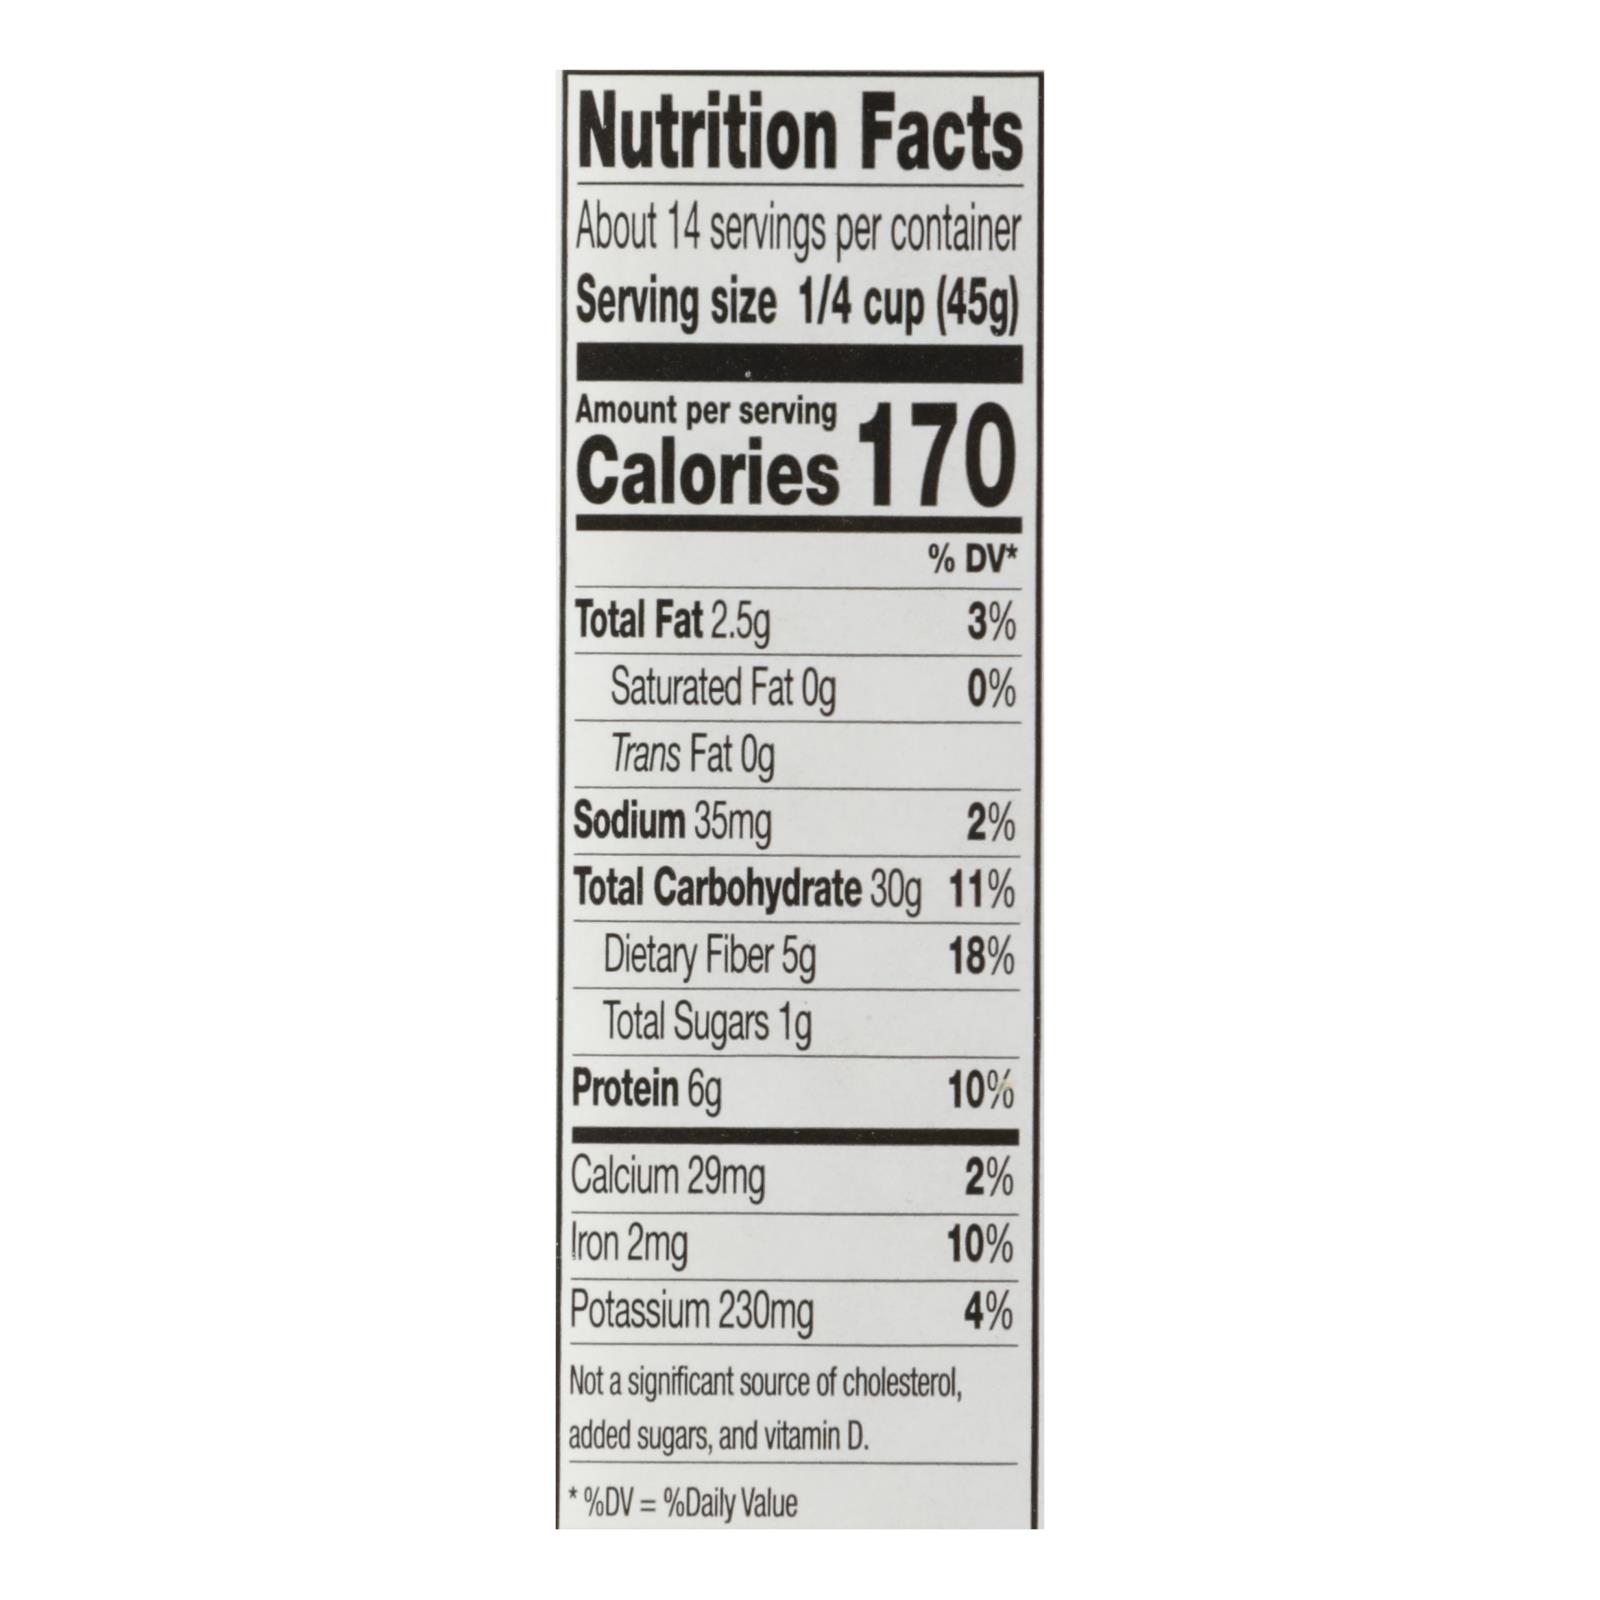 Nutrition Facts
About 14 servings per container
Serving size 1/4 cup (45g)
Amount per serving
Calories 170
% DV*
Total Fat 2.5g 3%
Saturated Fat 0g 0%
Trans Fat 0g
Sodium 35mg 2%
Total Carbohydrate 30g 11%
Dietary Fiber 5g 18%
Total Sugars 1g
Protein 6g 10%
Calcium 29mg 2%
Iron 2mg 10%
Potassium 230mg 4%
Not a significant source of cholesterol,
added sugars, and vitamin D.
* %DV = %Daily Value